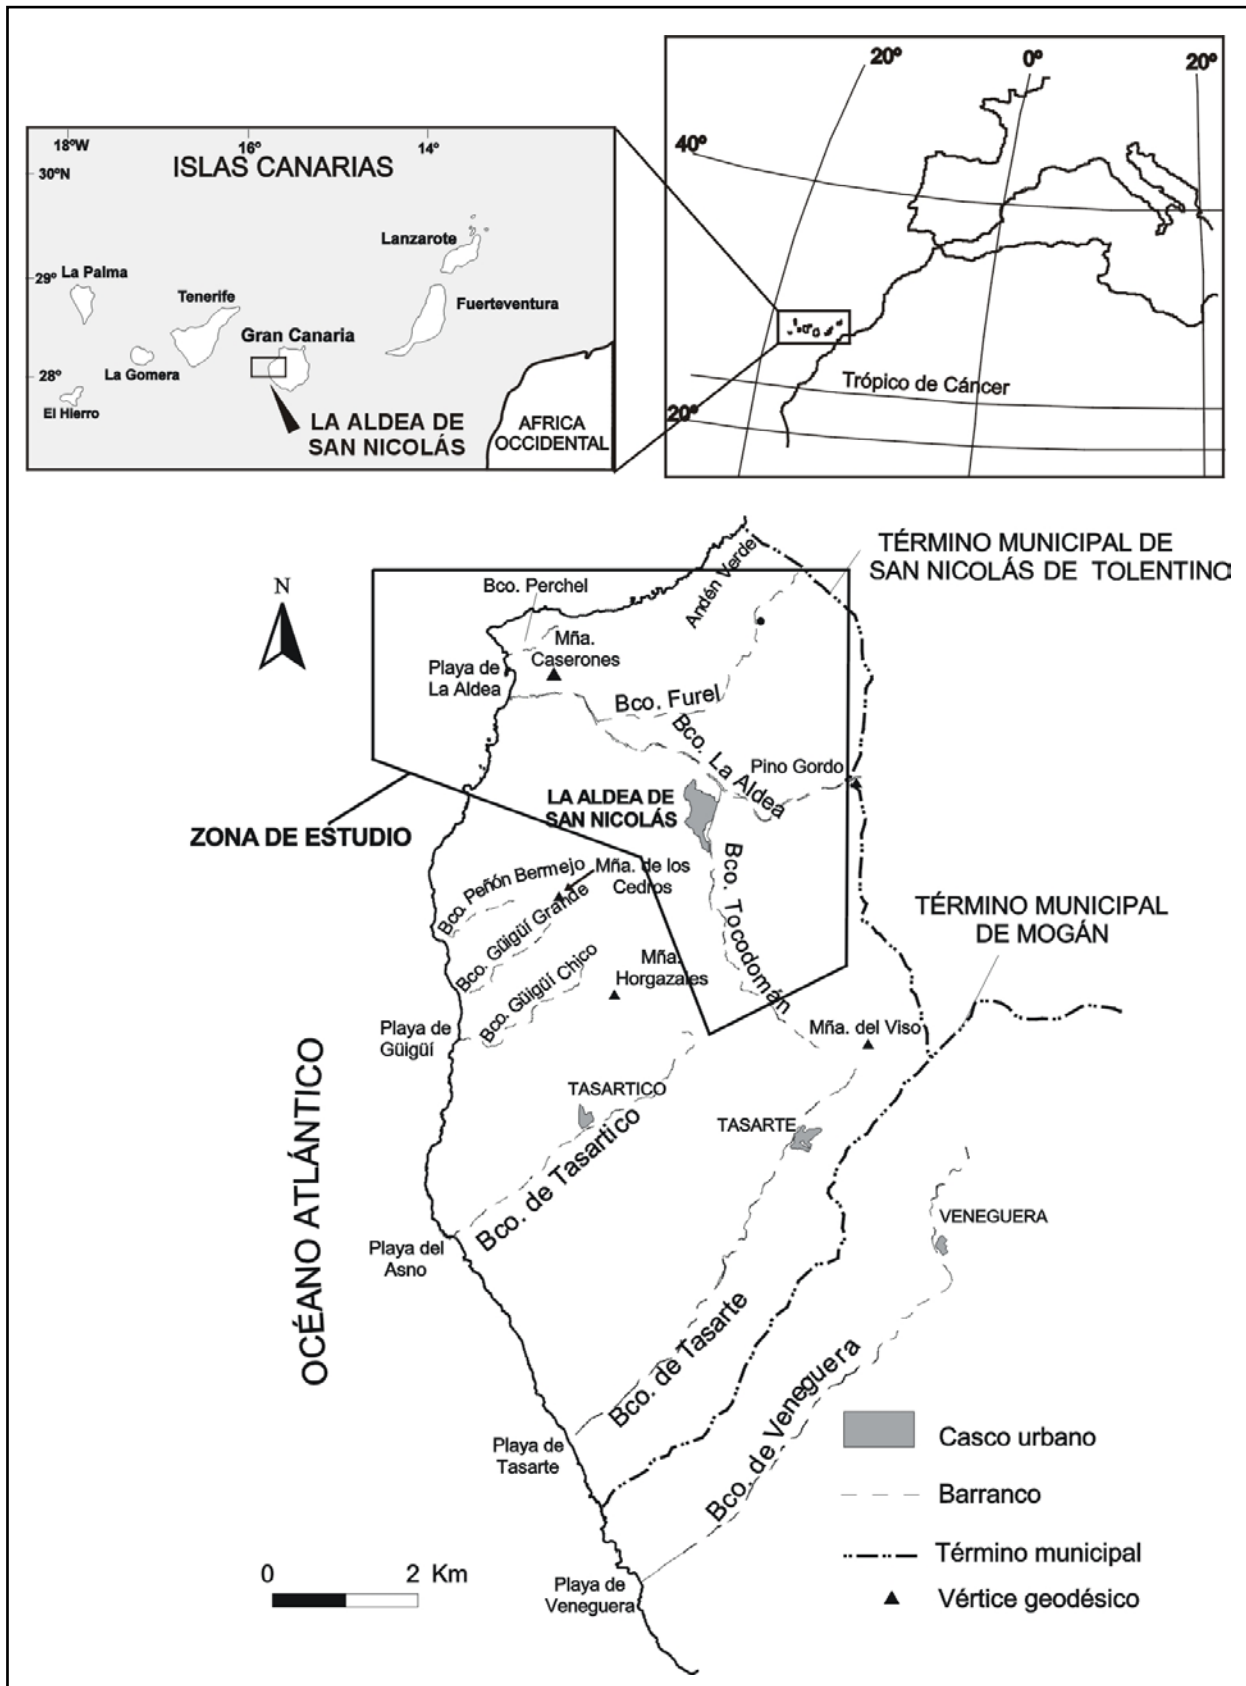 18ºW
16º
14º
ISLAS CANARIAS
30ºN
29º
28º
Lanzarote
La Palma
Tenerife
Fuerteventura
Gran Canaria
La Gomera
El Hierro
LA ALDEA DE
SAN NICOLÁS
AFRICA
OCCIDENTAL
20º
0º
20º
40º
Trópico de Cáncer
20º
TÉRMINO MUNICIPAL DE
SAN NICOLÁS DE TOLENTINO
N
Bco. Perchel
Andén Verde
Mña.
Caserones
Playa de
La Aldea
Bco. Furel
Bco. La Aldea
Pino Gordo
LA ALDEA DE
SAN NICOLÁS
ZONA DE ESTUDIO
Bco. Peñón Bermejo
Mña. de los
Cedros
Bco. Güigüí Grande
Bco. Tocodomán
TÉRMINO MUNICIPAL
DE MOGÁN
Bco. Güigüí Chico
Mña.
Horgazales
Playa de
Güigüí
Mña. del Viso
OCÉANO ATLÁNTICO
TASARTICO
TASARTE
Bco. de Tasartico
VENEGUERA
Playa del
Asno
Bco. de Tasarte
Bco. de Veneguera
Casco urbano
Playa de
Tasarte
Barranco
Término municipal
0 2 Km
Playa de
Veneguera
Vértice geodésico